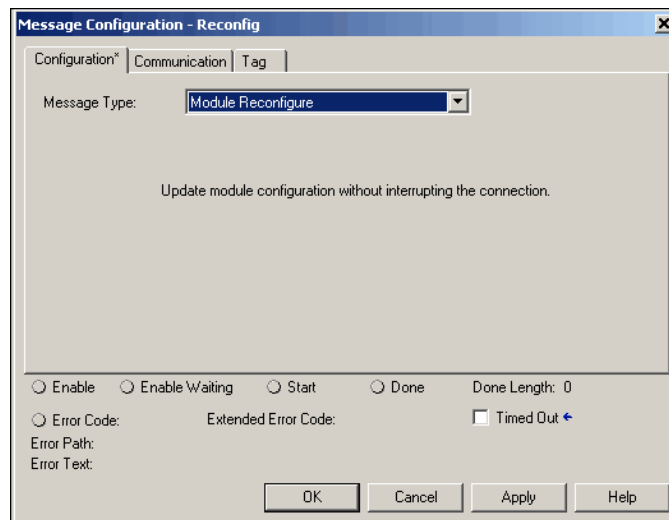 Message Configuration - Reconfig
Configuration* Communication Tag
Message Type: Module Reconfigure
Update module configuration without interrupting the connection.
Enable Enable Waiting Start Done Done Length: 0
Error Code: Extended Error Code: Timed Out
Error Path:
Error Text:
OK Cancel Apply Help